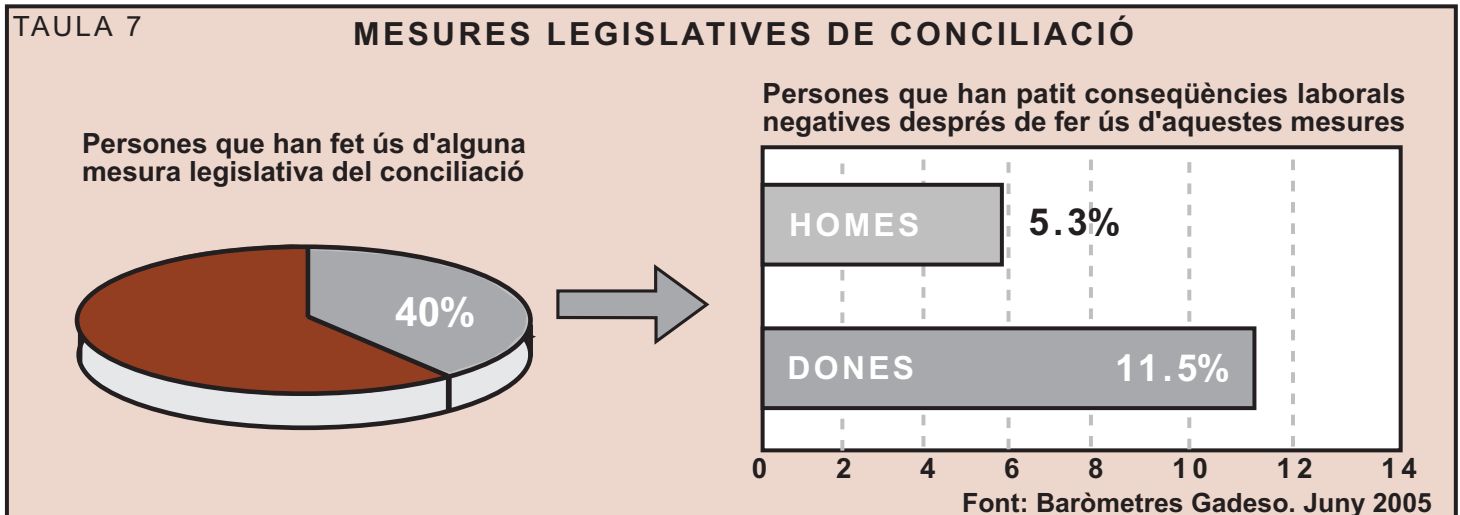 TAULA 7
MESURES LEGISLATIVES DE CONCILIACIÓ
Persones que han fet ús d'alguna
mesura legislativa del conciliació
40%
Persones que han patit conseqüències laborals
negatives després de fer ús d'aquestes mesures
HOMES 5.3%
DONES 11.5%
0 2 4 6 8 10 12 14
Font: Baròmetres Gadeso. Juny 2005